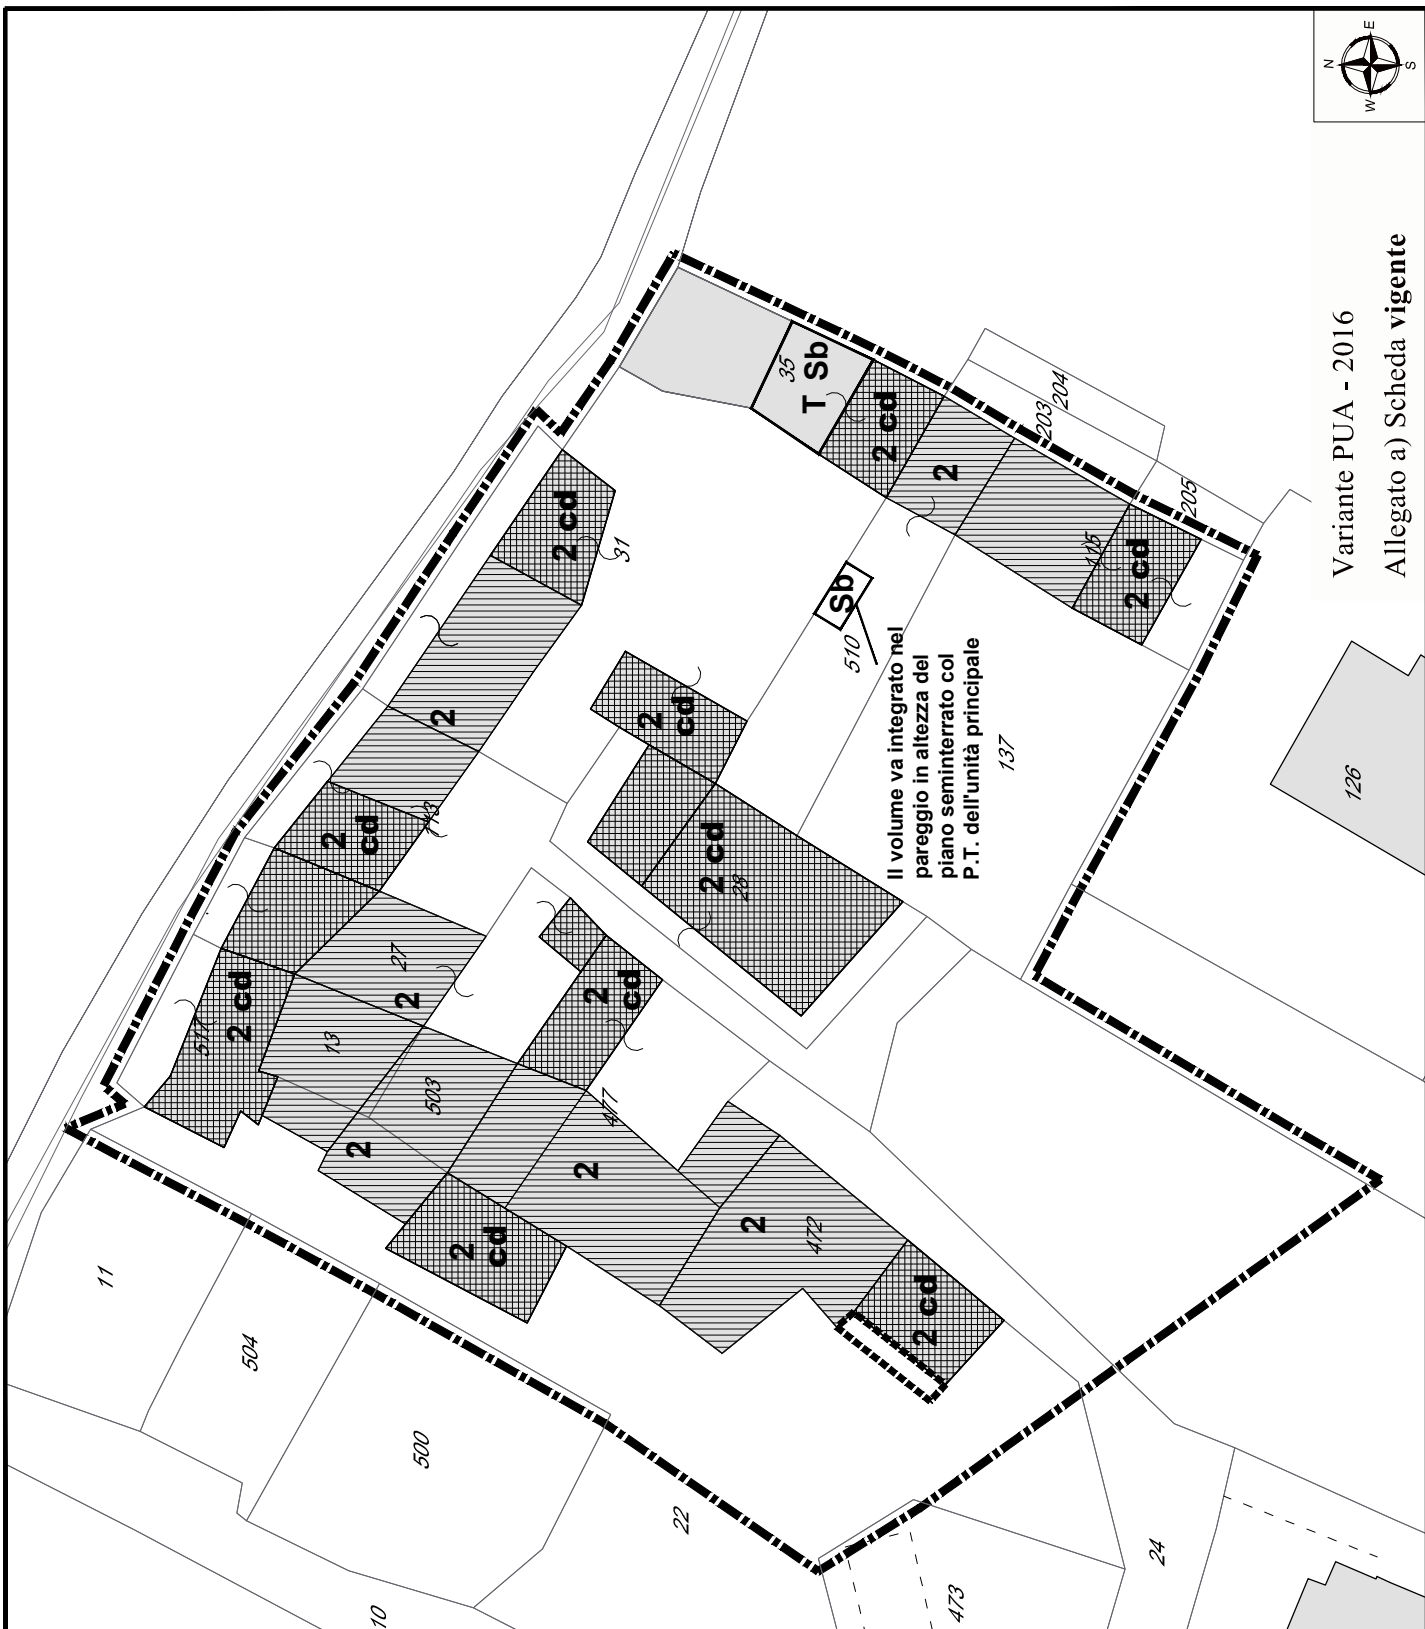 N
E
W
S
Variante PUA - 2016
Allegato a) Scheda vigente
35
T Sb
2 cd
2
203
204
205
115
2 cd
2 cd
31
2
Sb
510
Il volume va integrato nel
pareggio in altezza del
piano seminterrato col
P.T. dell'unità principale
137
126
2
cd
2 cd
28
2
cd
2 cd
27
2
13
503
2
2
cd
2
2
cd
2
472
2 cd
11
504
500
22
10
473
24